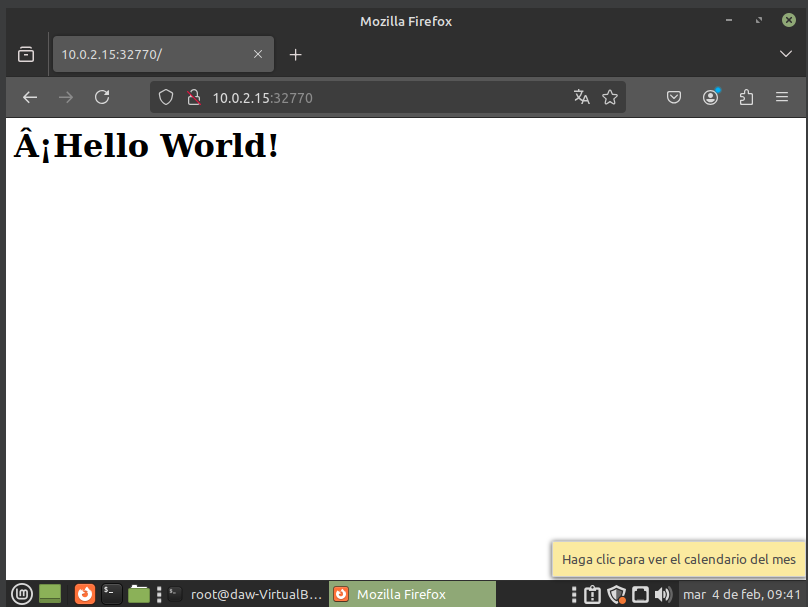 Mozilla Firefox
10.0.2.15:32770/
10.0.2.15:32770
Â¡Hello World!
Haga clic para ver el calendario del mes
root@daw-VirtualB... Mozilla Firefox mar 4 de feb, 09:41